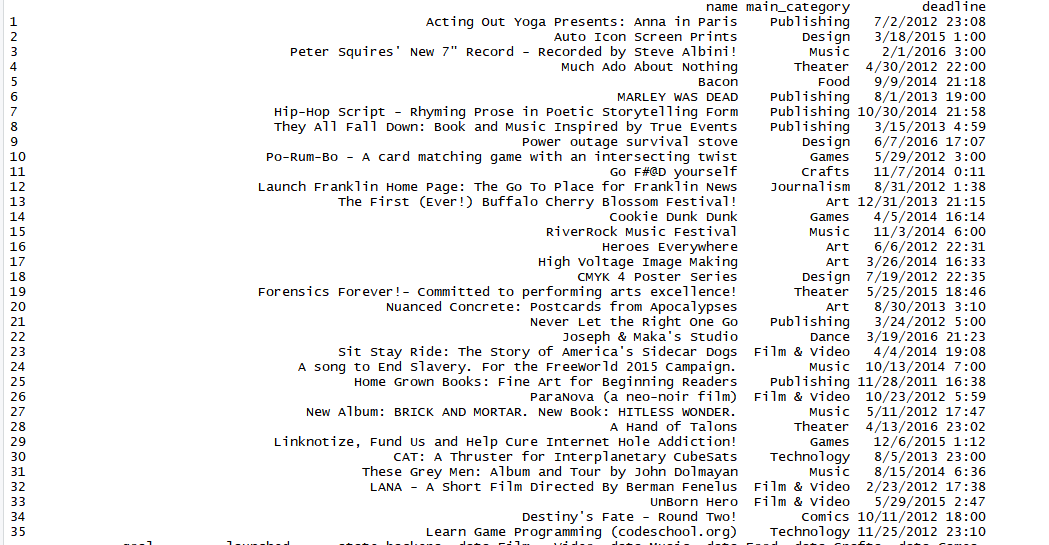 name main_category deadline
1 Acting Out Yoga Presents: Anna in Paris Publishing 7/2/2012 23:08
2 Auto Icon Screen Prints Design 3/18/2015 1:00
3 Peter Squires' New 7" Record - Recorded by Steve Albini! Music 2/1/2016 3:00
4 Much Ado About Nothing Theater 4/30/2012 22:00
5 Bacon Food 9/9/2014 21:18
6 MARLEY WAS DEAD Publishing 8/1/2013 19:00
7 Hip-Hop Script - Rhyming Prose in Poetic Storytelling Form Publishing 10/30/2014 21:58
8 They All Fall Down: Book and Music Inspired by True Events Publishing 3/15/2013 4:59
9 Power outage survival stove Design 6/7/2016 17:07
10 Po-Rum-Bo - A card matching game with an intersecting twist Games 5/29/2012 3:00
11 Go F#@D yourself Crafts 11/7/2014 0:11
12 Launch Franklin Home Page: The Go To Place for Franklin News Journalism 8/31/2012 1:38
13 The First (Ever!) Buffalo Cherry Blossom Festival! Art 12/31/2013 21:15
14 Cookie Dunk Dunk Games 4/5/2014 16:14
15 RiverRock Music Festival Music 11/3/2014 6:00
16 Heroes Everywhere Art 6/6/2012 22:31
17 High Voltage Image Making Art 3/26/2014 16:33
18 CMYK 4 Poster Series Design 7/19/2012 22:35
19 Forensics Forever!- Committed to performing arts excellence! Theater 5/25/2015 18:46
20 Nuanced Concrete: Postcards from Apocalypses Art 8/30/2013 3:10
21 Never Let the Right One Go Publishing 3/24/2012 5:00
22 Joseph & Maka's Studio Dance 3/19/2016 21:23
23 Sit Stay Ride: The Story of America's Sidecar Dogs Film & Video 4/4/2014 19:08
24 A song to End Slavery. For the FreeWorld 2015 Campaign. Music 10/13/2014 7:00
25 Home Grown Books: Fine Art for Beginning Readers Publishing 11/28/2011 16:38
26 ParaNova (a neo-noir film) Film & Video 10/23/2012 5:59
27 New Album: BRICK AND MORTAR. New Book: HITLESS WONDER. Music 5/11/2012 17:47
28 A Hand of Talons Theater 4/13/2016 23:02
29 Linknotize, Fund Us and Help Cure Internet Hole Addiction! Games 12/6/2015 1:12
30 CAT: A Thruster for Interplanetary CubeSats Technology 8/5/2013 23:00
31 These Grey Men: Album and Tour by John Dolmayan Music 8/15/2014 6:36
32 LANA - A Short Film Directed By Berman Fenelus Film & Video 2/23/2012 17:38
33 UnBorn Hero Film & Video 5/29/2015 2:47
34 Destiny's Fate - Round Two! Comics 10/11/2012 18:00
35 Learn Game Programming (codeschool.org) Technology 11/25/2012 23:10